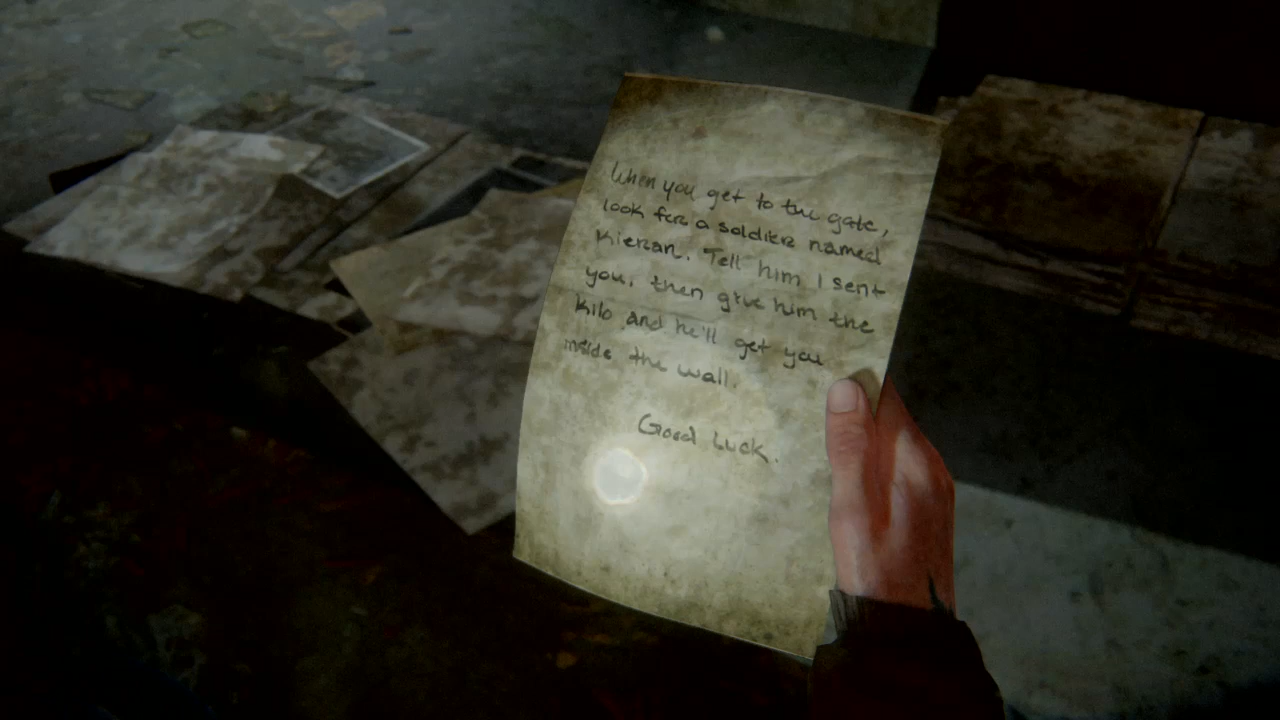 When you get to the gate,
look for a soldier named
Kieran. Tell him I sent
you, then give him the
kilo and he'll get you
inside the wall.
Good Luck.